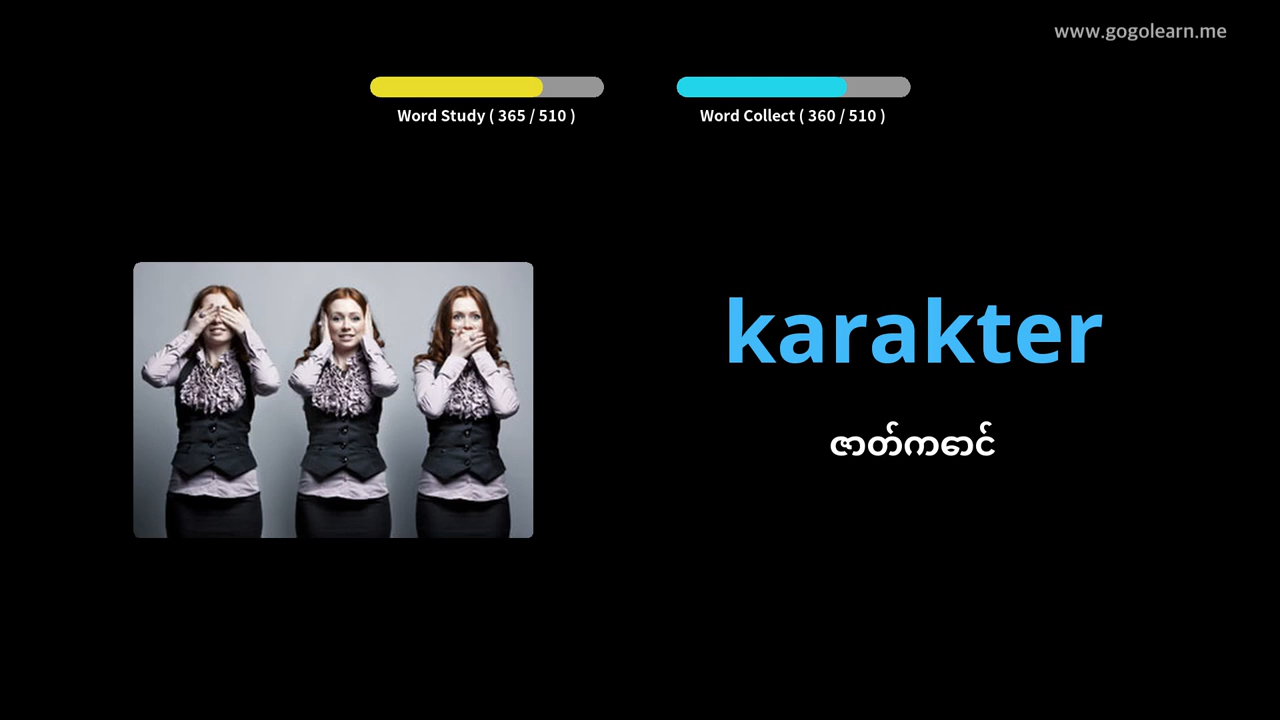 www.gogolearn.me
Word Study ( 365 / 510 )
Word Collect ( 360 / 510 )
karakter
ဇာတ်ကောင်